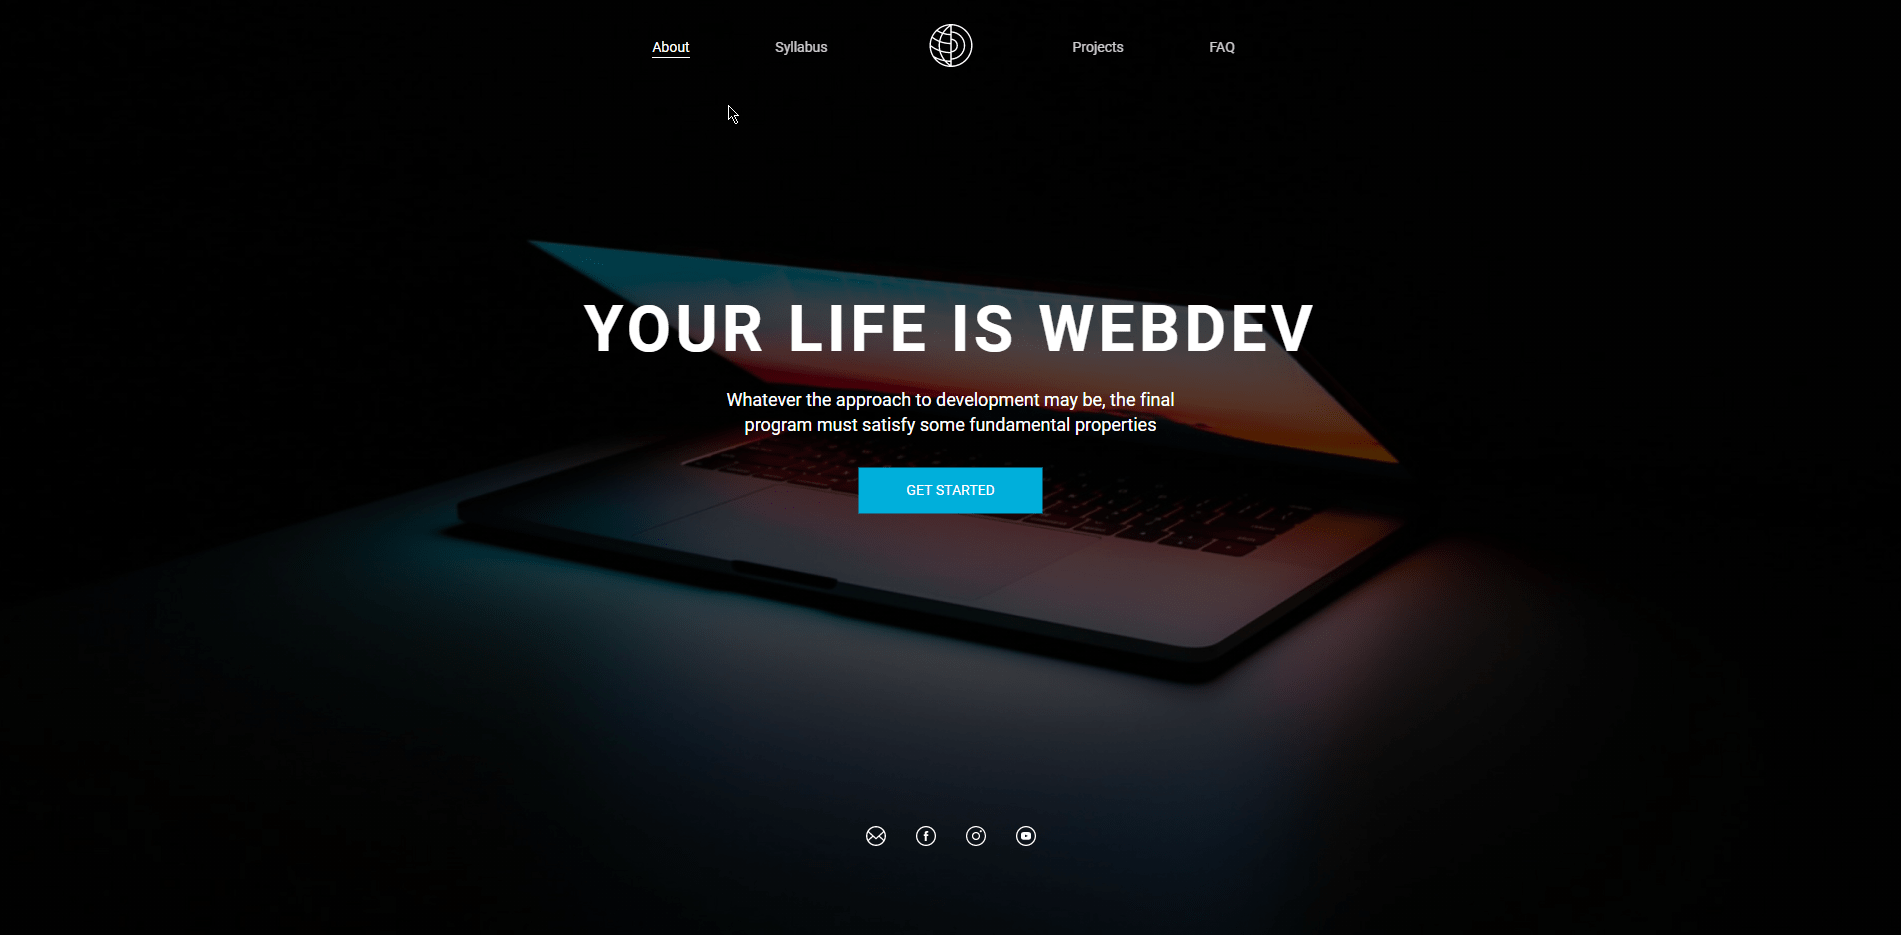 About
Syllabus
Projects
FAQ
YOUR LIFE IS WEBDEV
Whatever the approach to development may be, the final
program must satisfy some fundamental properties
GET STARTED